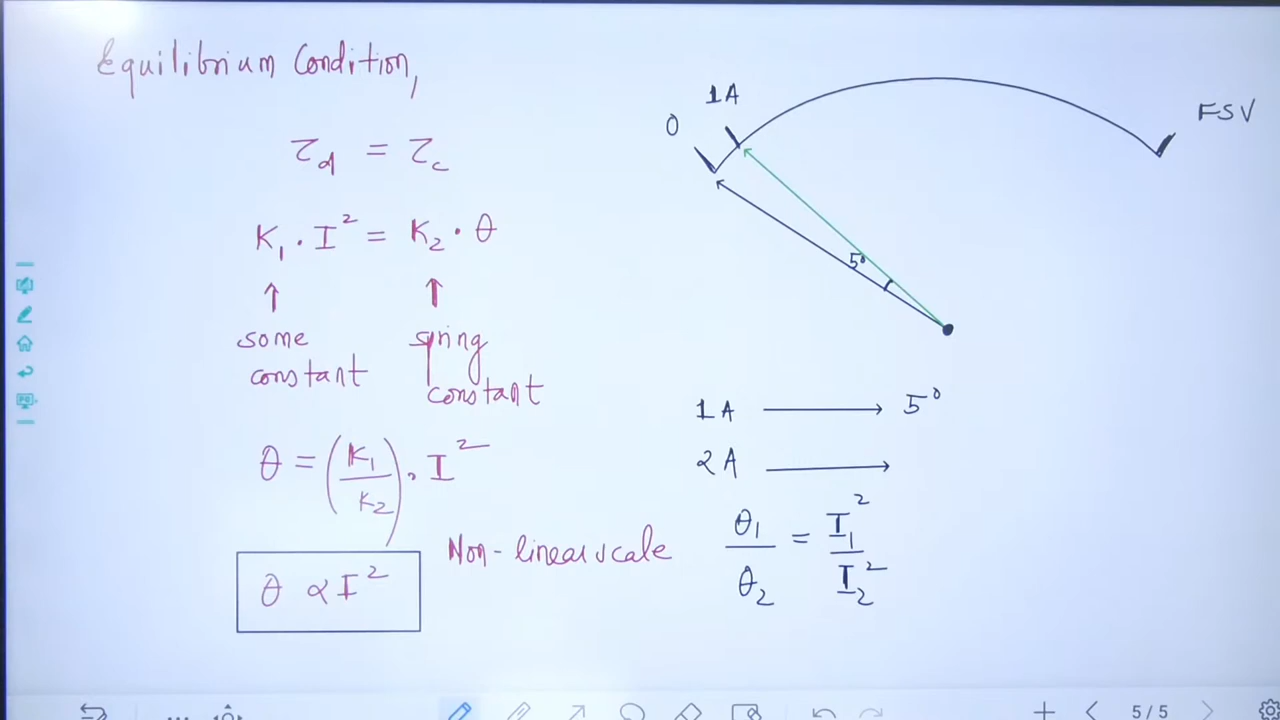 Equilibrium Condition,
τd = τc
K₁ · I² = K₂ · θ
↑ ↑
some constant
spring constant
θ = (K₁/K₂) · I²
θ ∝ I²
Non-linear scale
0
1A
FSV
5°
1A → 5°
2A →
θ₁/θ₂ = I₁²/I₂²
5/5